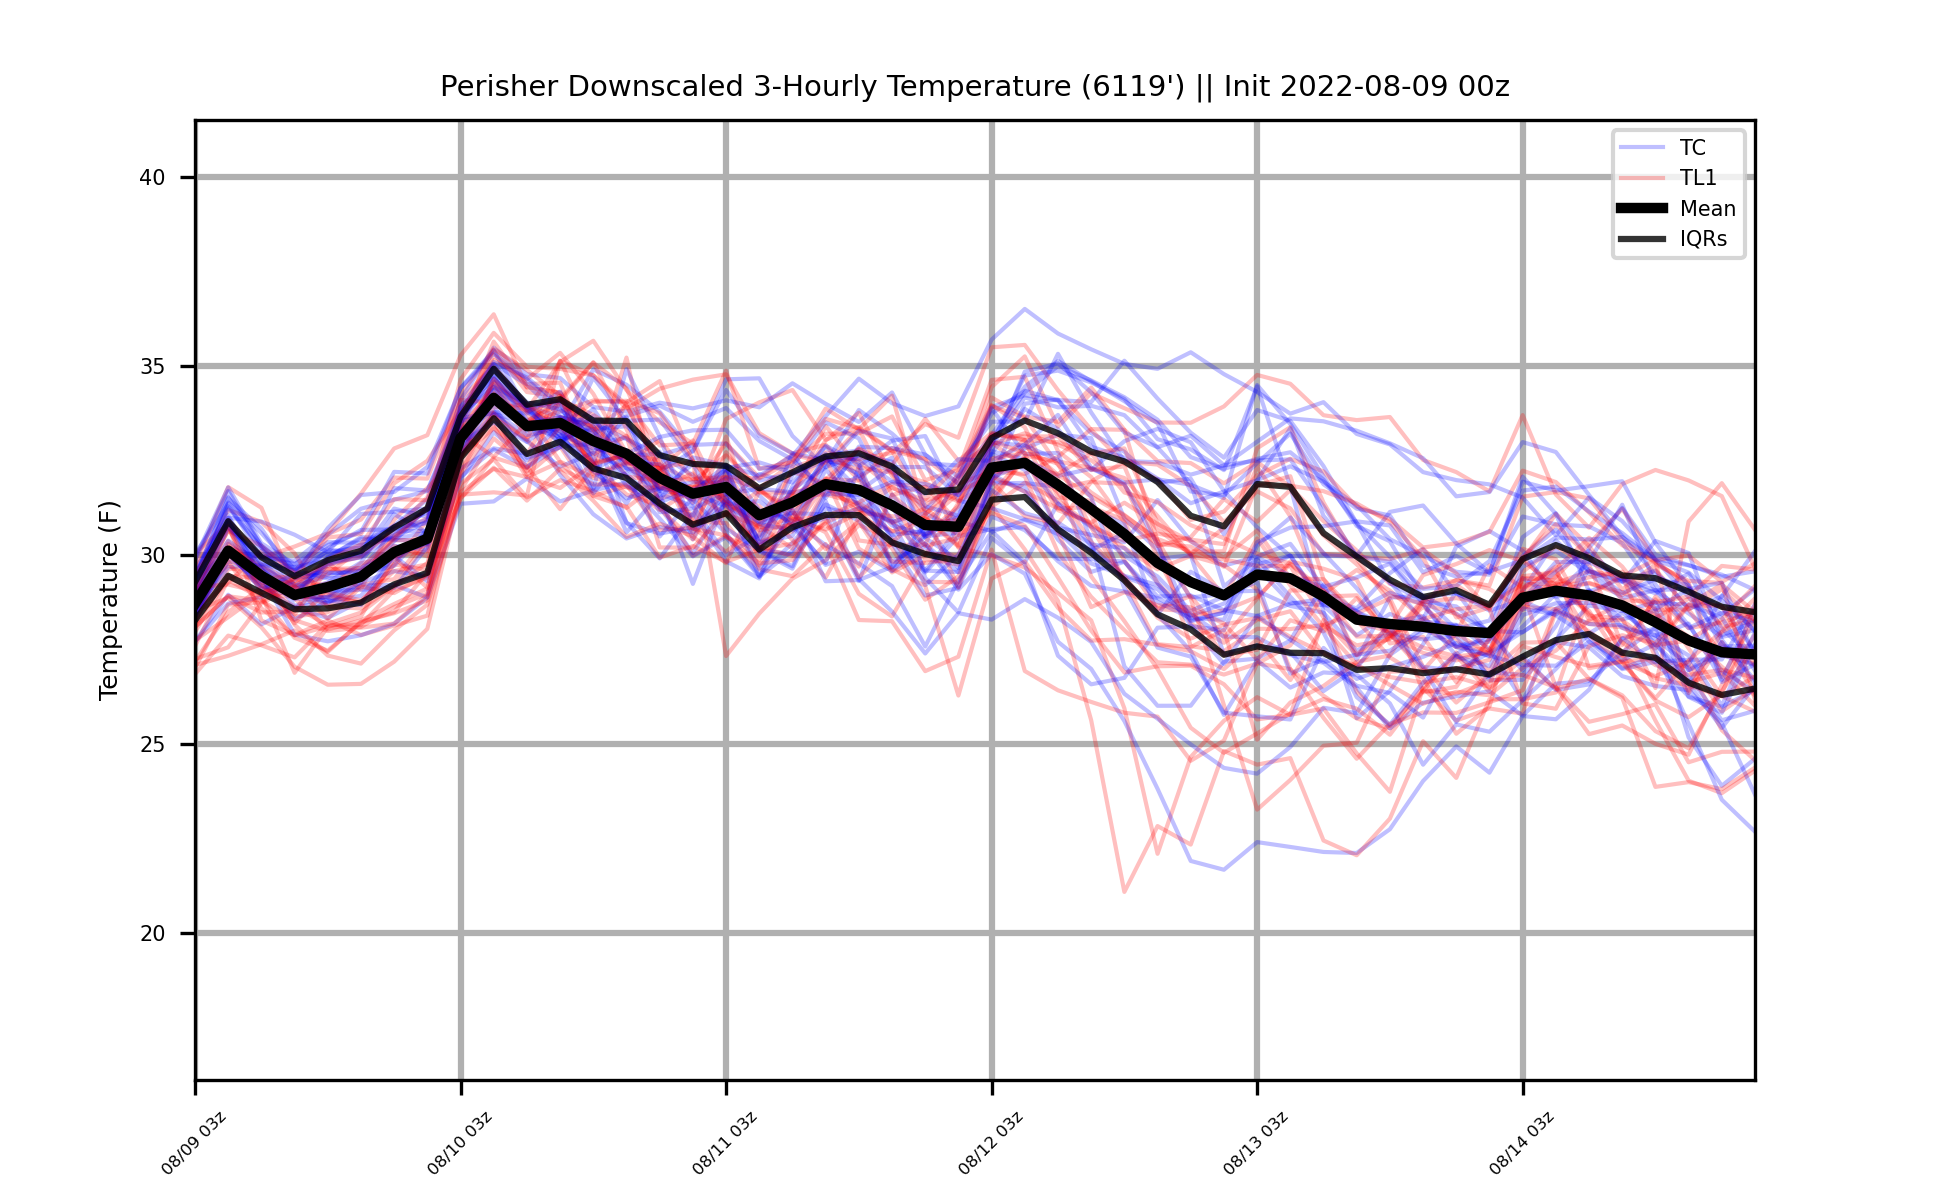 Perisher Downscaled 3-Hourly Temperature (6119') || Init 2022-08-09 00z
TC
TL1
Mean
IQRs
Temperature (F)
40
35
30
25
20
08/09 03z
08/10 03z
08/11 03z
08/12 03z
08/13 03z
08/14 03z